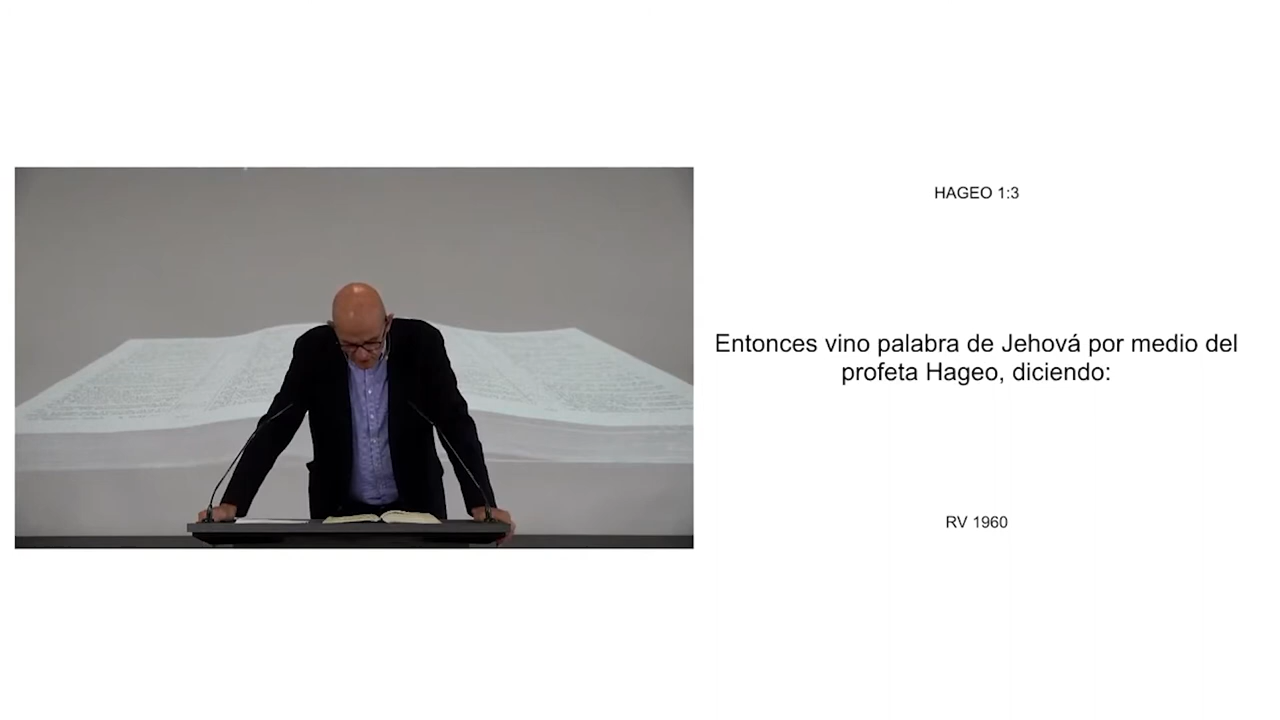 HAGEO 1:3
Entonces vino palabra de Jehová por medio del
profeta Hageo, diciendo:
RV 1960